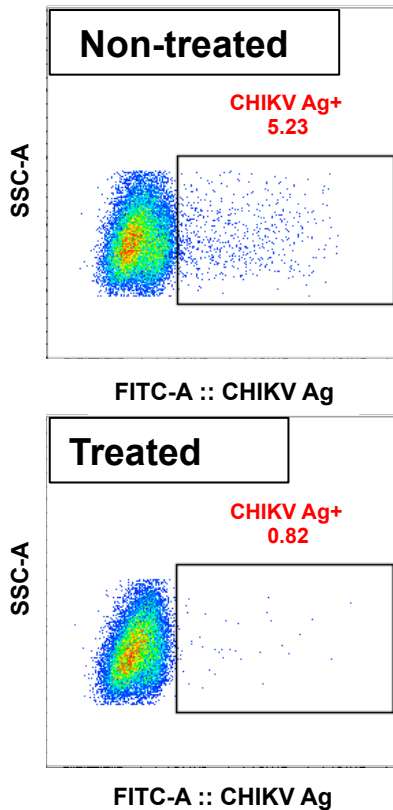 Non-treated
CHIKV Ag+
5.23
SSC-A
FITC-A :: CHIKV Ag
Treated
CHIKV Ag+
0.82
SSC-A
FITC-A :: CHIKV Ag